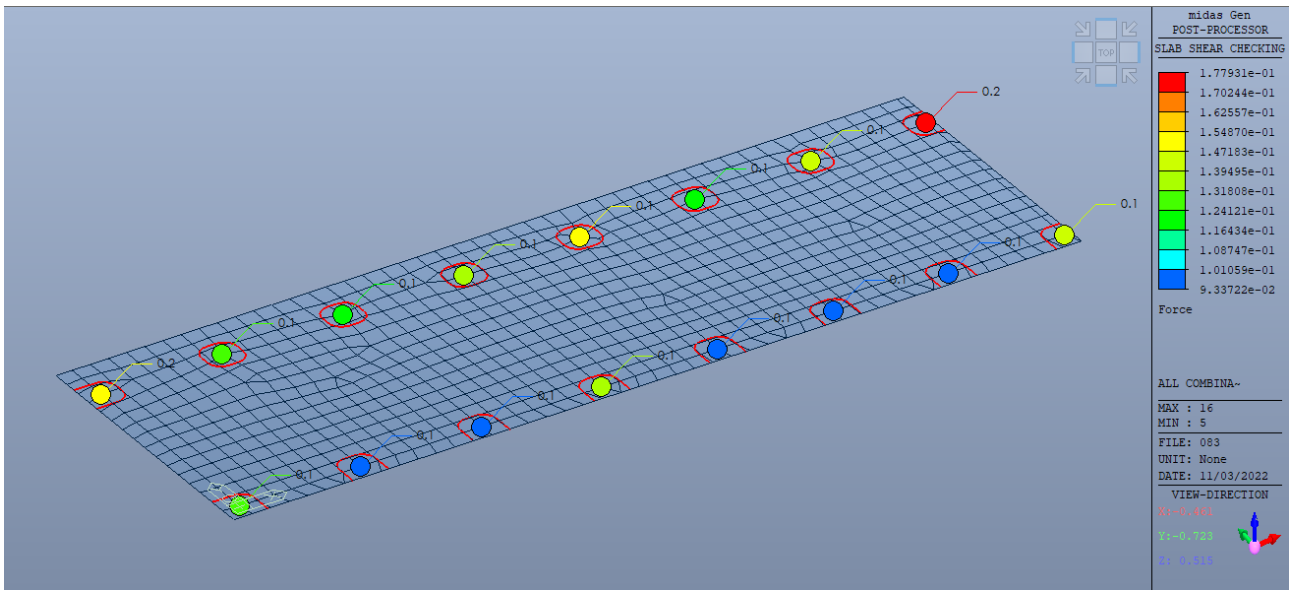 midas Gen
POST-PROCESSOR
SLAB SHEAR CHECKING
1.77931e-01
1.70244e-01
1.62557e-01
1.54870e-01
1.47183e-01
1.39495e-01
1.31808e-01
1.24121e-01
1.16434e-01
1.08747e-01
1.01059e-01
9.33722e-02
Force
ALL COMBINA~
MAX : 16
MIN : 5
FILE: 083
UNIT: None
DATE: 11/03/2022
VIEW-DIRECTION
Y:-0.723
Z: 0.515
TOP
0.2
0.1
0.1
0.1
0.1
0.1
0.1
0.1
0.1
0.1
0.1
0.2
0.1
0.1
0.1
0.1
0.1